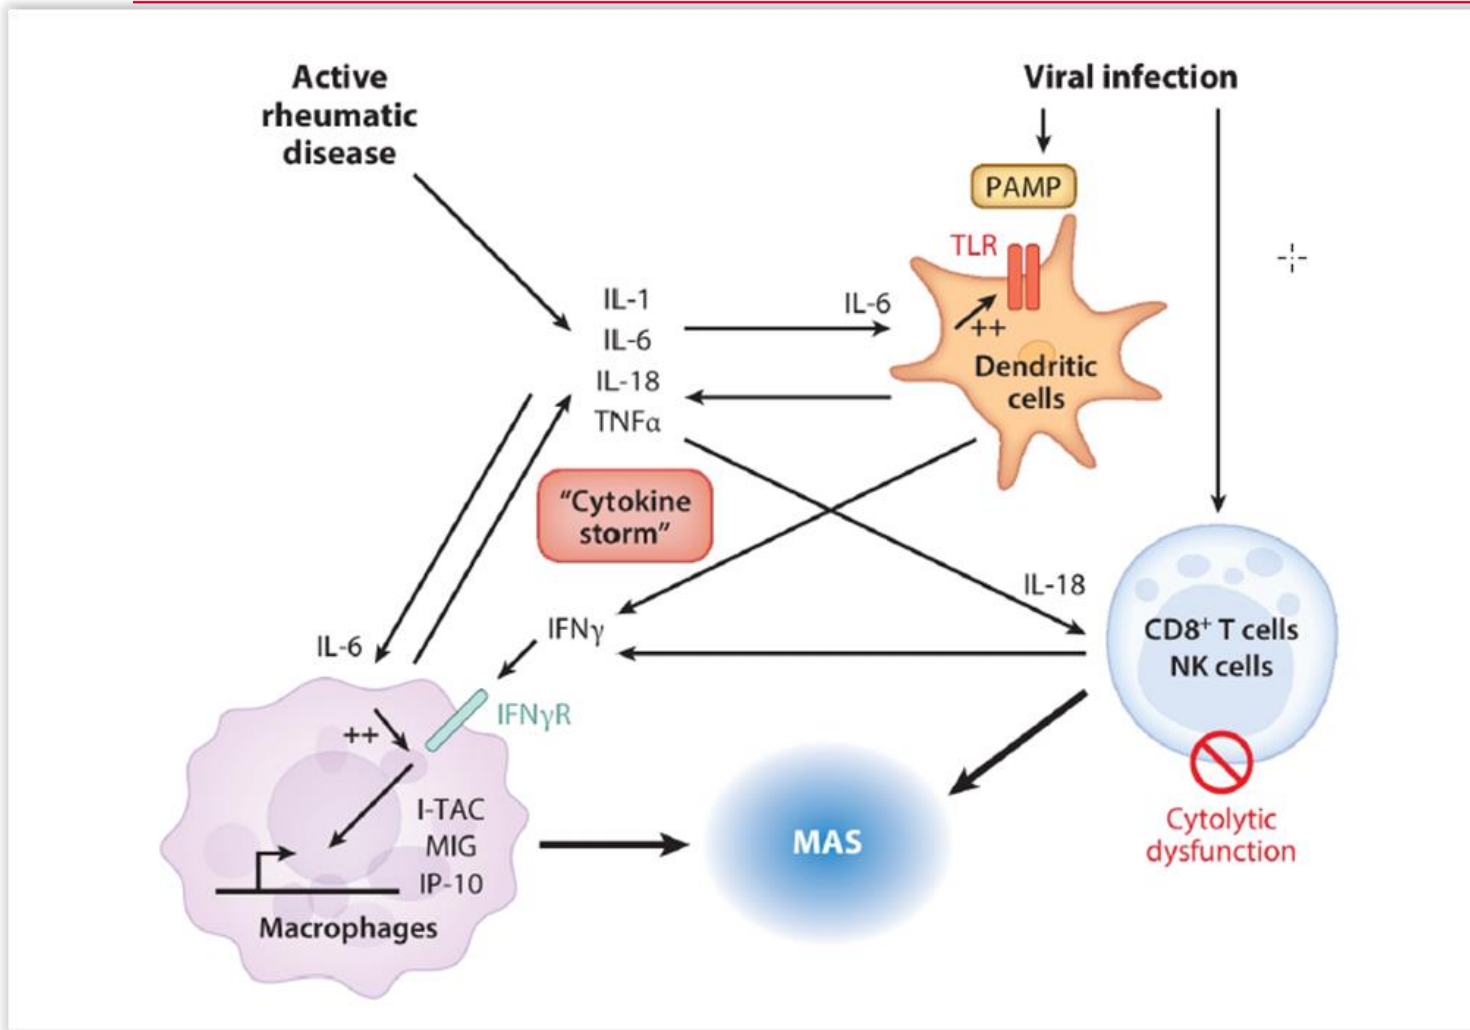 Active
rheumatic
disease
Viral infection
PAMP
TLR
IL-1
IL-6
IL-18
TNFα
IL-6
++
Dendritic
cells
“Cytokine
storm”
IL-18
CD8⁺ T cells
NK cells
IFNγ
IL-6
IFNγR
++
I-TAC
MIG
IP-10
Macrophages
MAS
Cytolytic
dysfunction